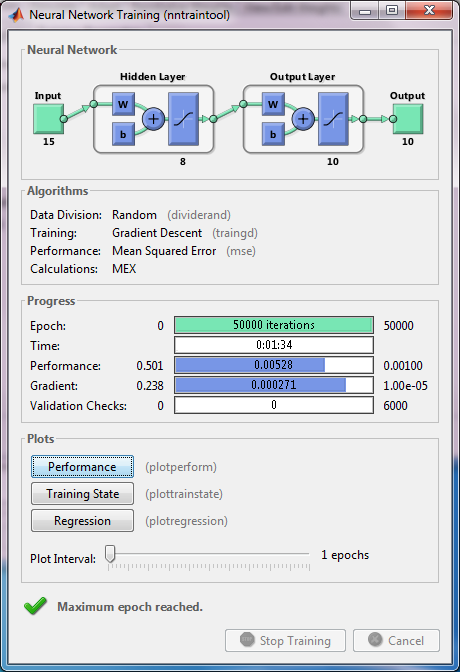 Neural Network Training (nntraintool)
Neural Network
Hidden Layer
Output Layer
Input
Output
W
b
+
W
b
+
15
8
10
10
Algorithms
Data Division: Random (dividerand)
Training: Gradient Descent (traingd)
Performance: Mean Squared Error (mse)
Calculations: MEX
Progress
Epoch: 0 50000 iterations 50000
Time: 0:01:34
Performance: 0.501 0.00528 0.00100
Gradient: 0.238 0.000271 1.00e-05
Validation Checks: 0 0 6000
Plots
Performance (plotperform)
Training State (plottrainstate)
Regression (plotregression)
Plot Interval: 1 epochs
Maximum epoch reached.
Stop Training Cancel